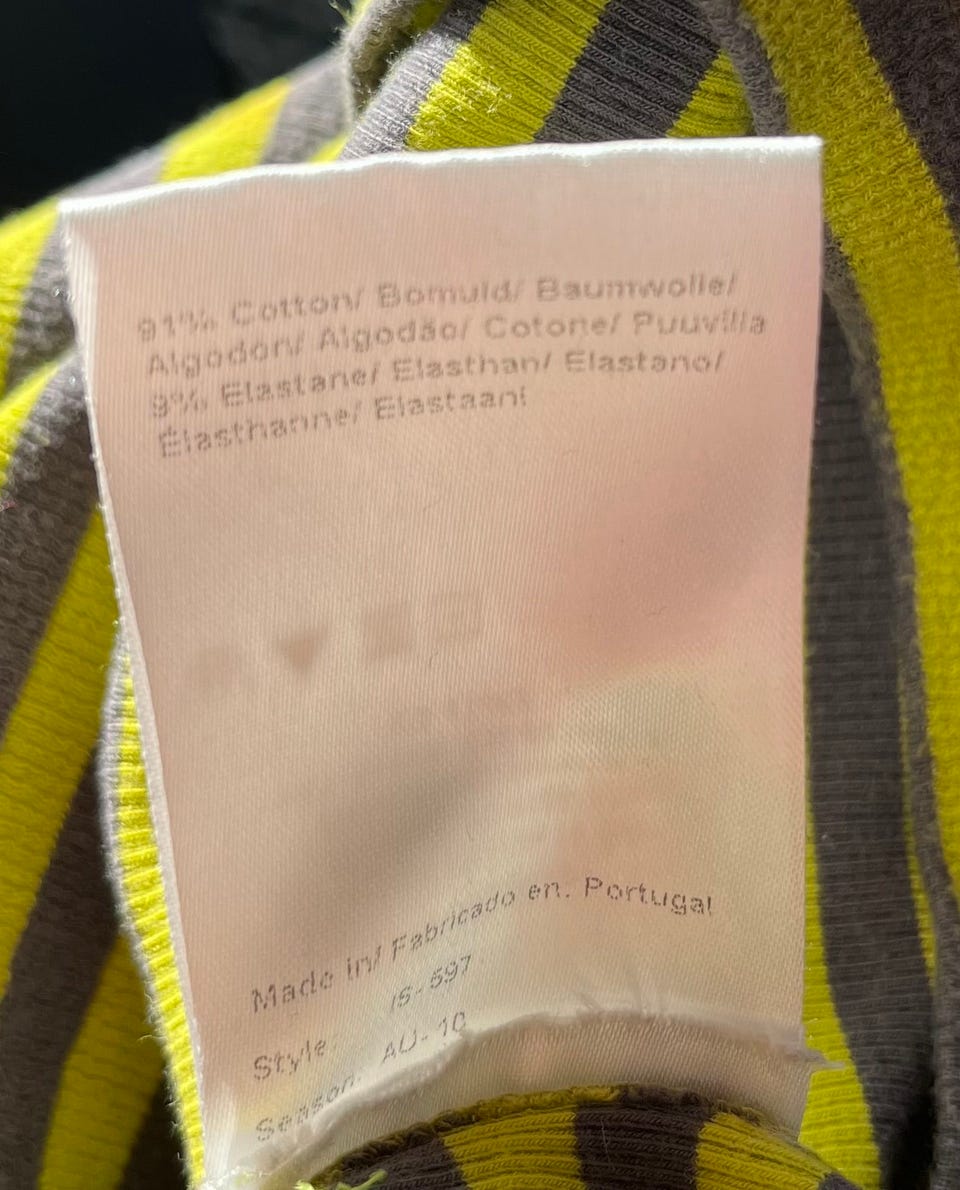 91% Cotton/ Bomuld/ Baumwolle/
Algodon/ Algodão/ Cotone/ Puuvilla
9% Elastane/ Elasthan/ Elastano/
Élasthanne/ Elastaani
Made in/ Fabricado en: Portugal
Style IS-597
Season: AU-10